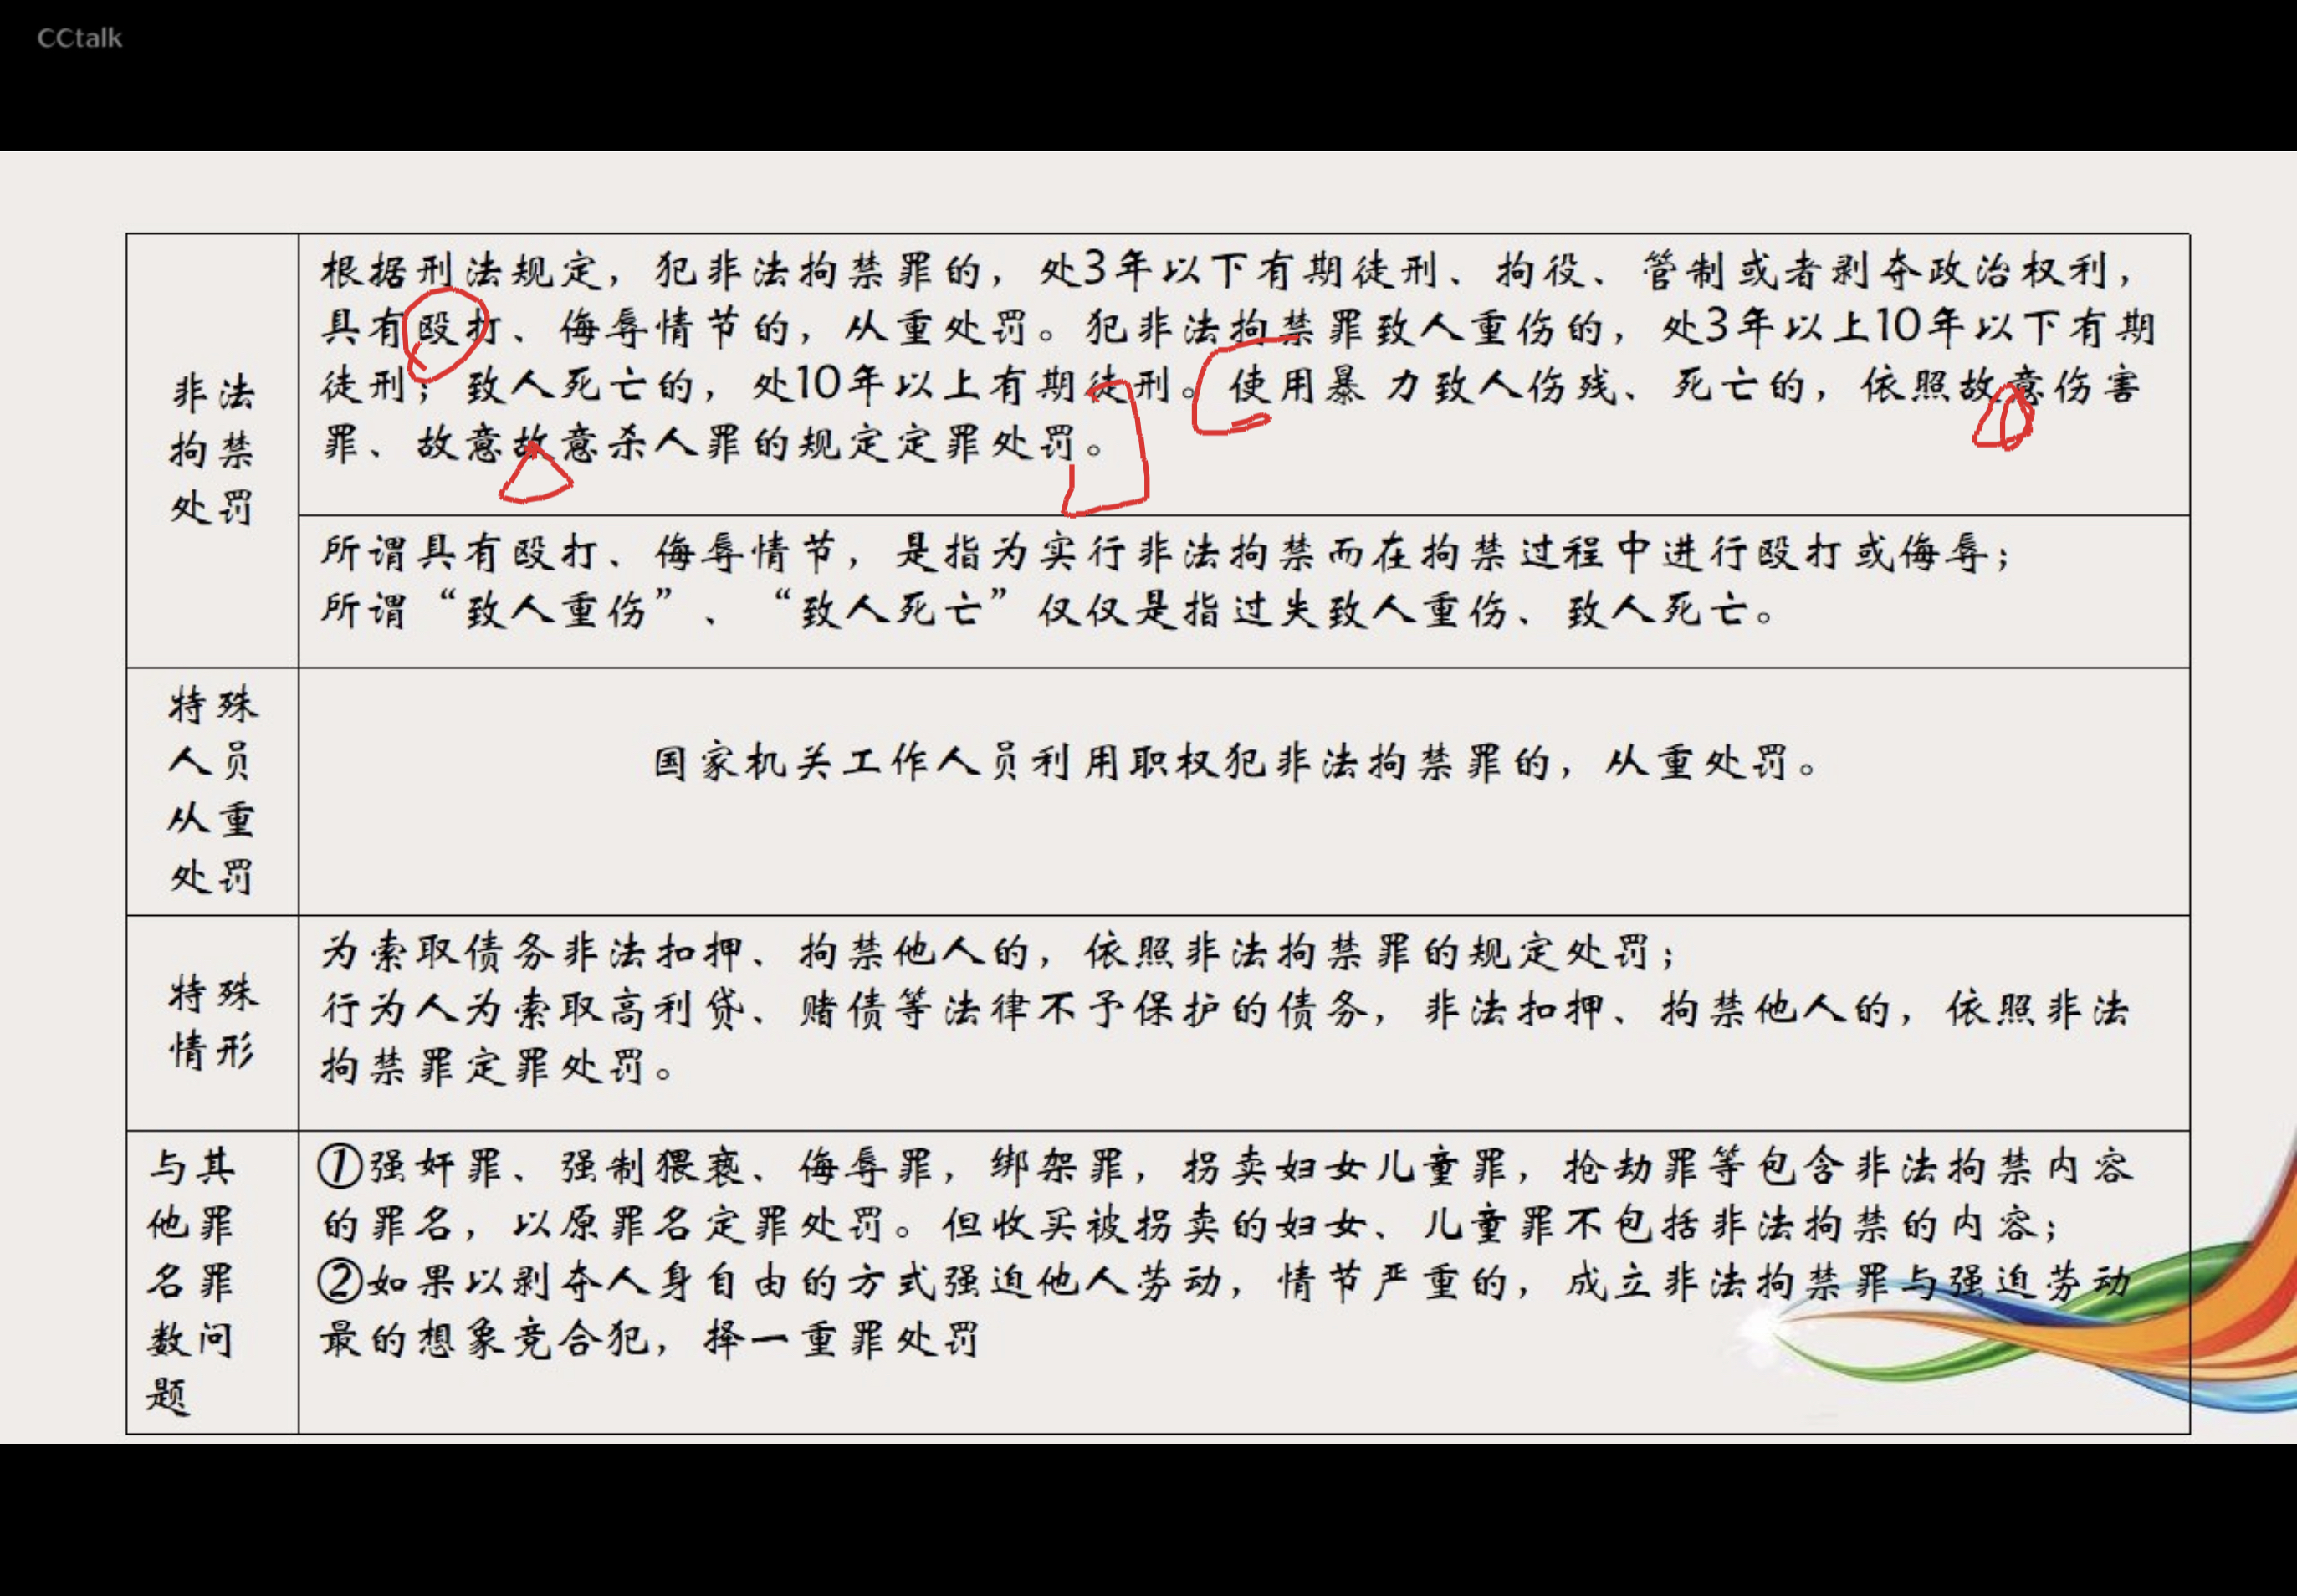 CCtalk
非法
拘禁
处罚
根据刑法规定，犯非法拘禁罪的，处3年以下有期徒刑、拘役、管制或者剥夺政治权利，
具有殴打、侮辱情节的，从重处罚。犯非法拘禁罪致人重伤的，处3年以上10年以下有期
徒刑；致人死亡的，处10年以上有期徒刑。使用暴 力致人伤残、死亡的，依照故意伤害
罪、故意故意杀人罪的规定定罪处罚。
所谓具有殴打、侮辱情节，是指为实行非法拘禁而在拘禁过程中进行殴打或侮辱；
所谓“致人重伤”、“致人死亡”仅仅是指过失致人重伤、致人死亡。
特殊
人员
从重
处罚
国家机关工作人员利用职权犯非法拘禁罪的，从重处罚。
特殊
情形
为索取债务非法扣押、拘禁他人的，依照非法拘禁罪的规定处罚；
行为人为索取高利贷、赌债等法律不予保护的债务，非法扣押、拘禁他人的，依照非法
拘禁罪定罪处罚。
与其
他罪
名罪
数问
题
①强奸罪、强制猥亵、侮辱罪，绑架罪，拐卖妇女儿童罪，抢劫罪等包含非法拘禁内容
的罪名，以原罪名定罪处罚。但收买被拐卖的妇女、儿童罪不包括非法拘禁的内容；
②如果以剥夺人身自由的方式强迫他人劳动，情节严重的，成立非法拘禁罪与强迫劳动
最的想象竞合犯，择一重罪处罚